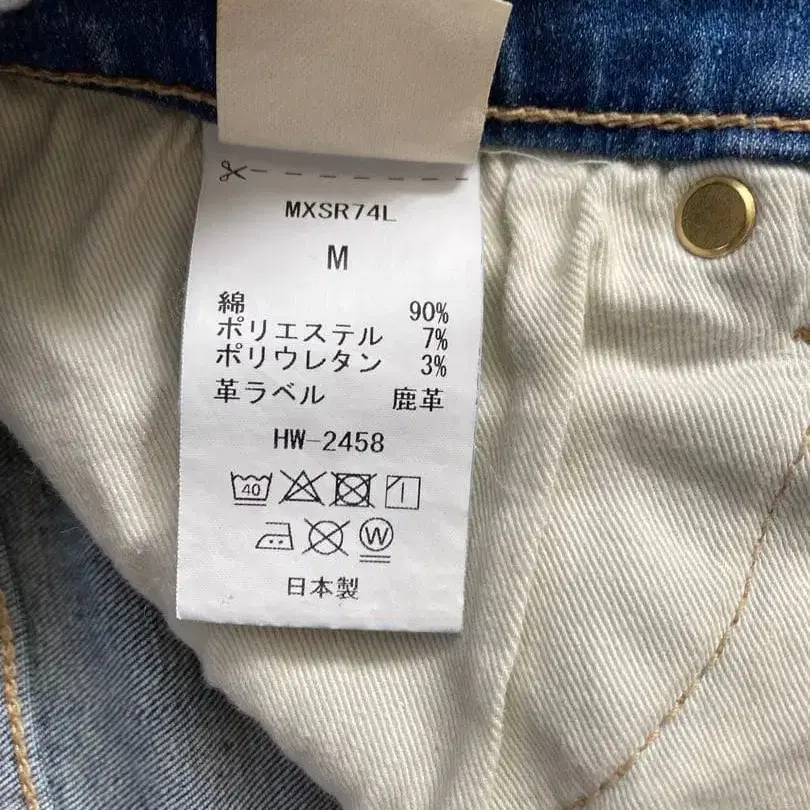 MXSR74L
M
綿 90%
ポリエステル 7%
ポリウレタン 3%
革ラベル 鹿革
HW-2458
40
W
日本製